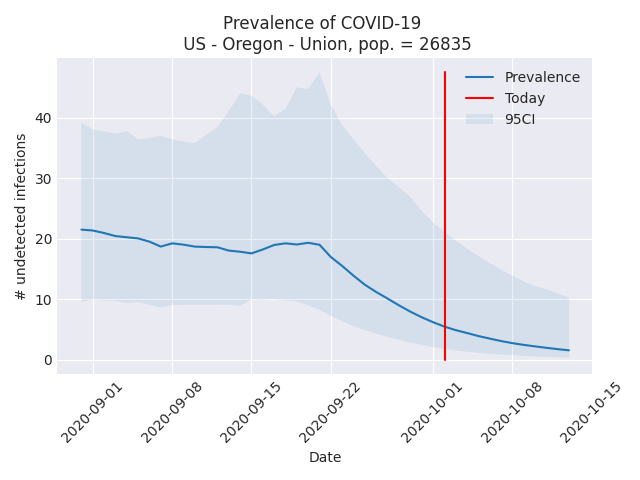 Prevalence of COVID-19
US - Oregon - Union, pop. = 26835
Prevalence
Today
95CI
# undetected infections
40
30
20
10
0
2020-09-01
2020-09-08
2020-09-15
2020-09-22
2020-10-01
2020-10-08
2020-10-15
Date